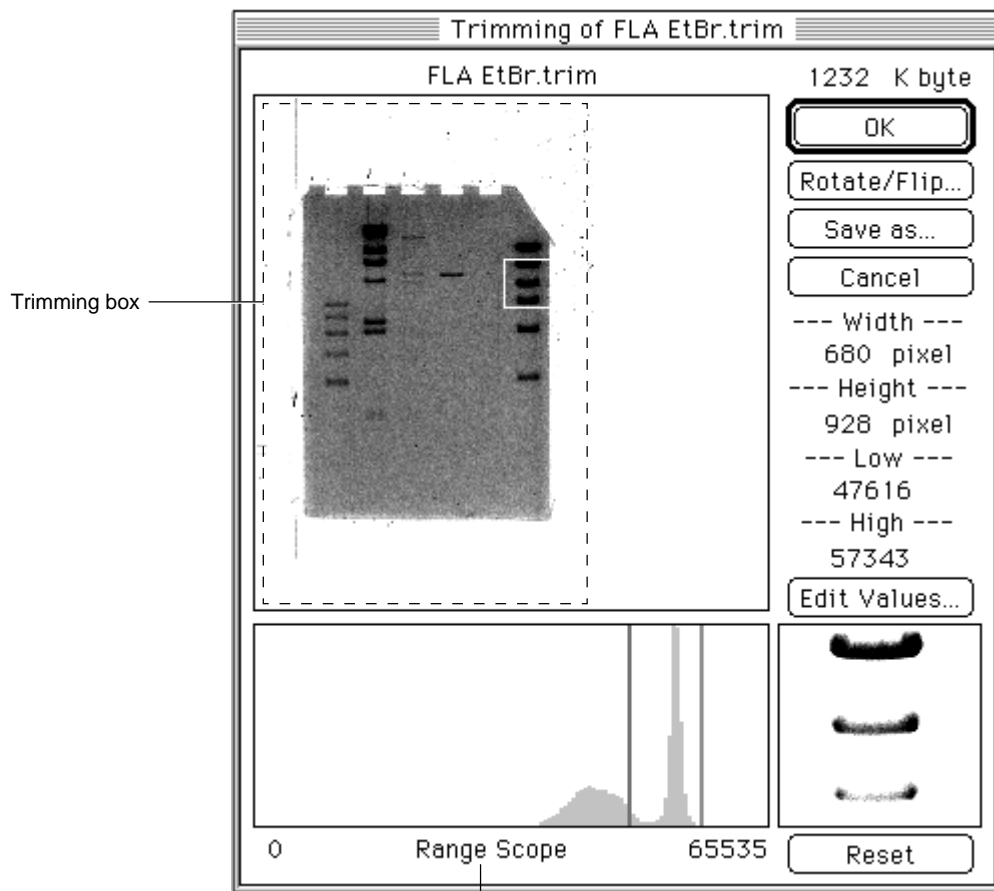 Trimming of FLA EtBr.trim
FLA EtBr.trim
1232 K byte
OK
Rotate/Flip...
Save as...
Cancel
Trimming box
--- Width ---
680 pixel
--- Height ---
928 pixel
--- Low ---
47616
--- High ---
57343
Edit Values...
0 Range Scope 65535
Reset